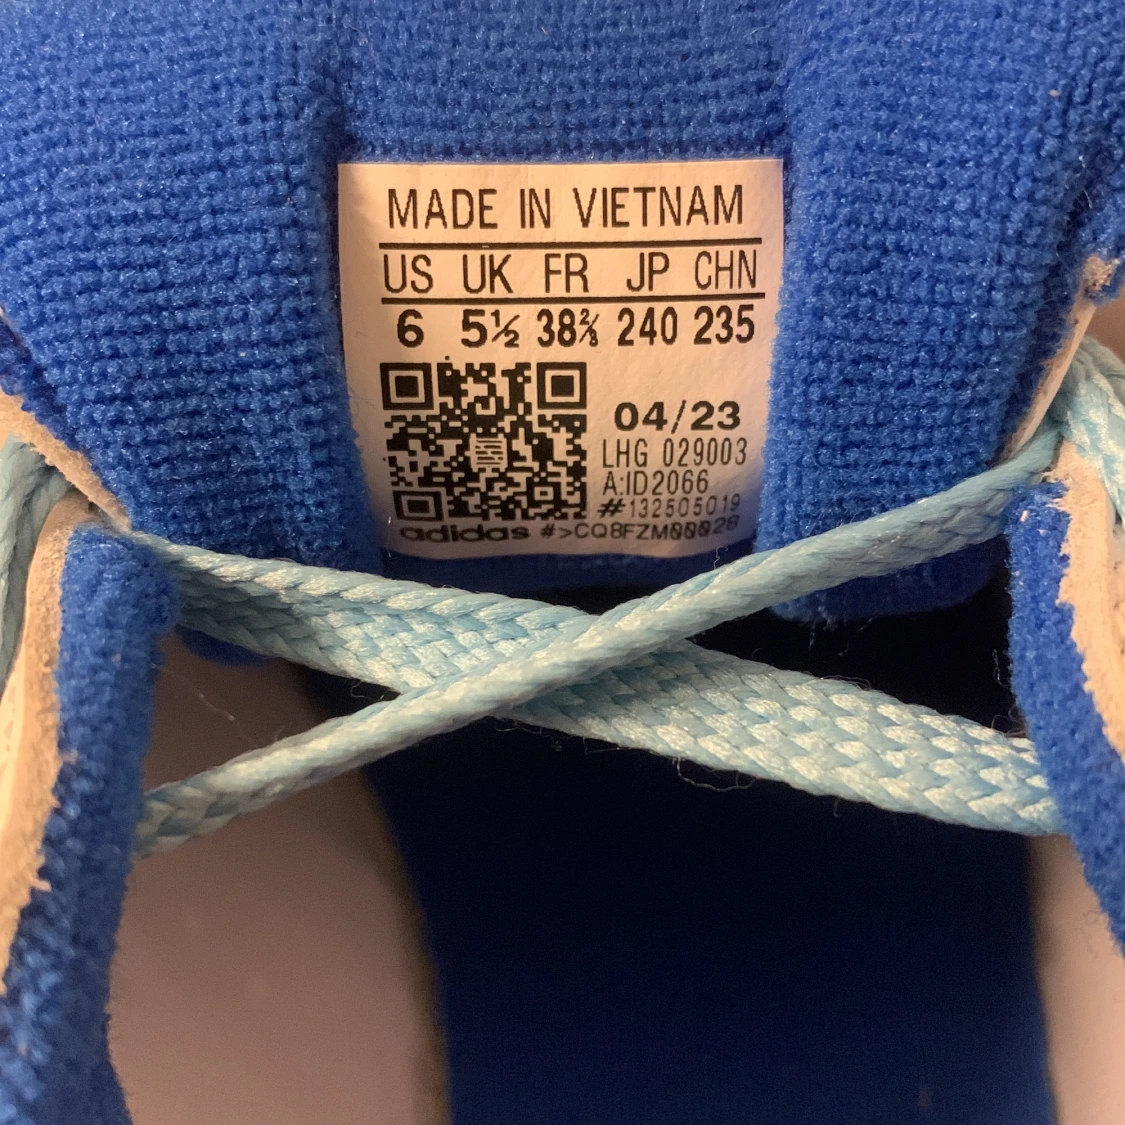 MADE IN VIETNAM
US UK FR JP CHN
6 5½ 38⅔ 240 235
04/23
LHG 029003
A:ID2066
#132505019
adidas #>CQ8FZM00028